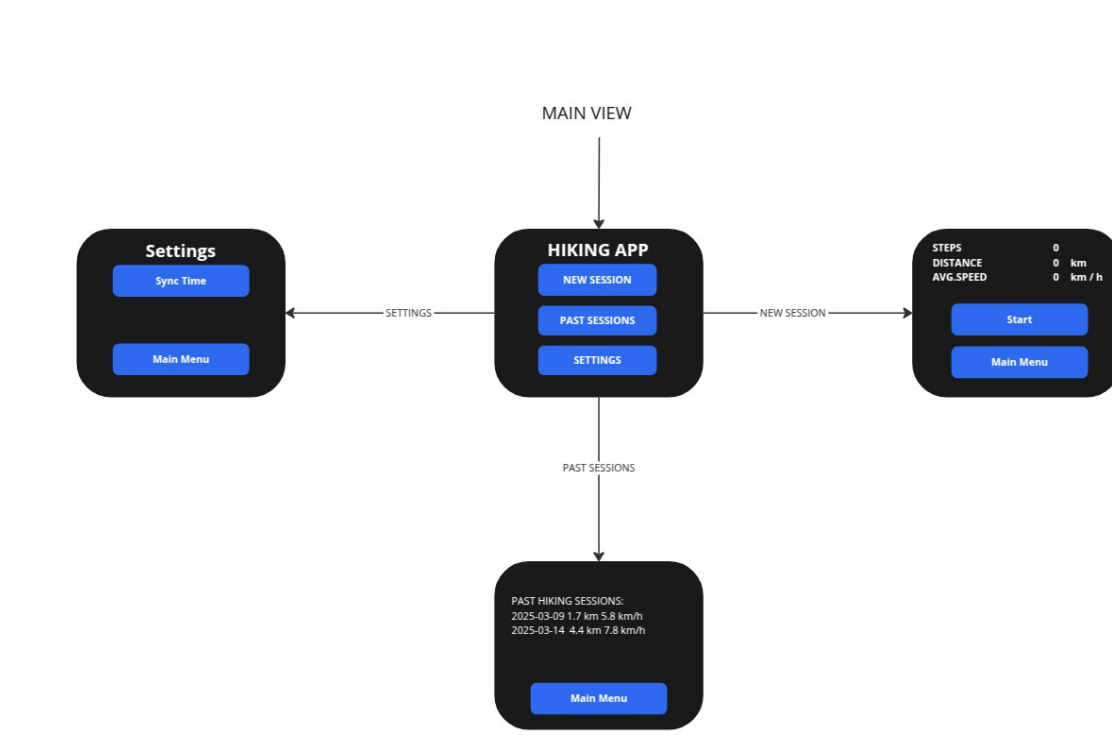 MAIN VIEW
Settings
Sync Time
Main Menu
SETTINGS
HIKING APP
NEW SESSION
PAST SESSIONS
SETTINGS
NEW SESSION
STEPS 0
DISTANCE 0 km
AVG.SPEED 0 km / h
Start
Main Menu
PAST SESSIONS
PAST HIKING SESSIONS:
2025-03-09 1.7 km 5.8 km/h
2025-03-14 4.4 km 7.8 km/h
Main Menu